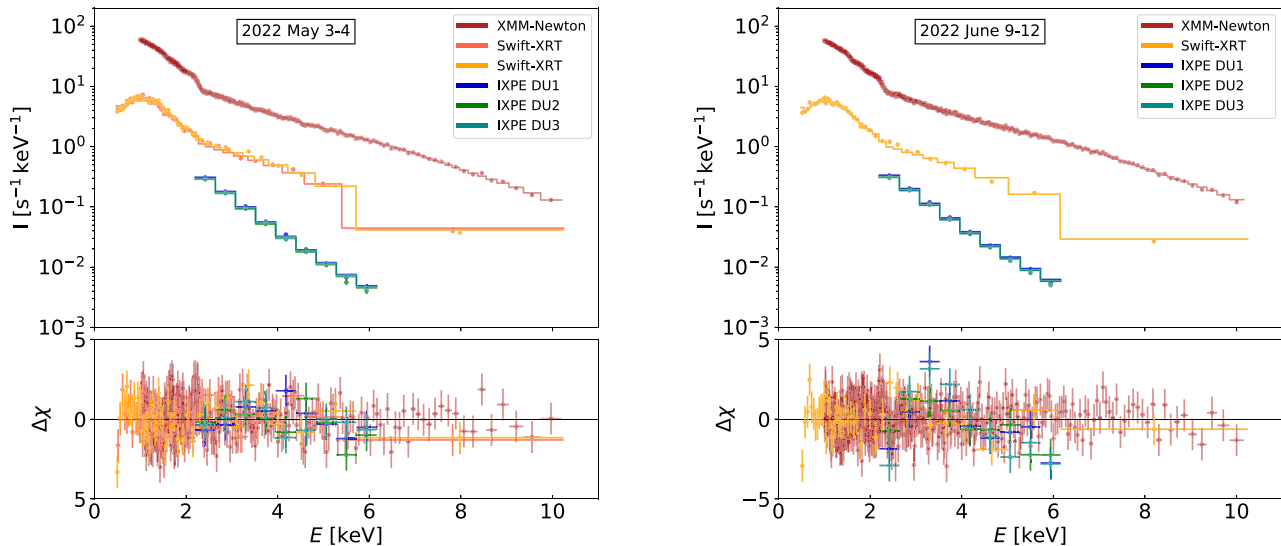 2022 May 3-4
XMM-Newton
Swift-XRT
Swift-XRT
IXPE DU1
IXPE DU2
IXPE DU3
I [s⁻¹ keV⁻¹]
10²
10¹
10⁰
10⁻¹
10⁻²
10⁻³
Δχ
5
0
5
0 2 4 6 8 10
E [keV]
2022 June 9-12
XMM-Newton
Swift-XRT
IXPE DU1
IXPE DU2
IXPE DU3
I [s⁻¹ keV⁻¹]
10²
10¹
10⁰
10⁻¹
10⁻²
10⁻³
Δχ
5
0
−5
0 2 4 6 8 10
E [keV]